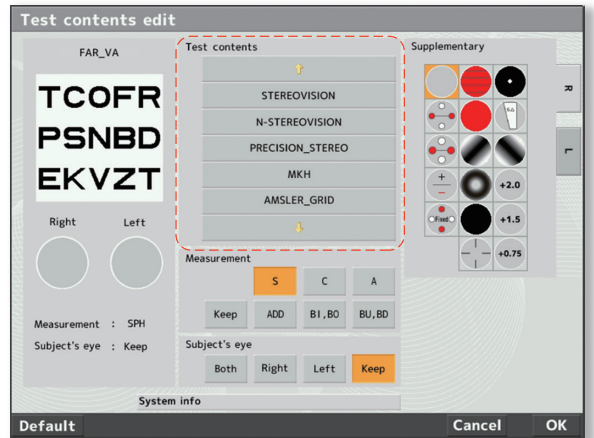 Test contents edit
FAR_VA
TCOFR
PSNBD
EKVZT
Right Left
Measurement : SPH
Subject's eye : Keep
Test contents
STEREOVISION
N-STEREOVISION
PRECISION_STEREO
MKH
AMSLER_GRID
Measurement
S C A
Keep ADD BI,BO BU,BD
Subject's eye
Both Right Left Keep
Supplementary
6Δ
+
−
+2.0
Fixed
+1.5
+0.75
R
L
System info
Default Cancel OK